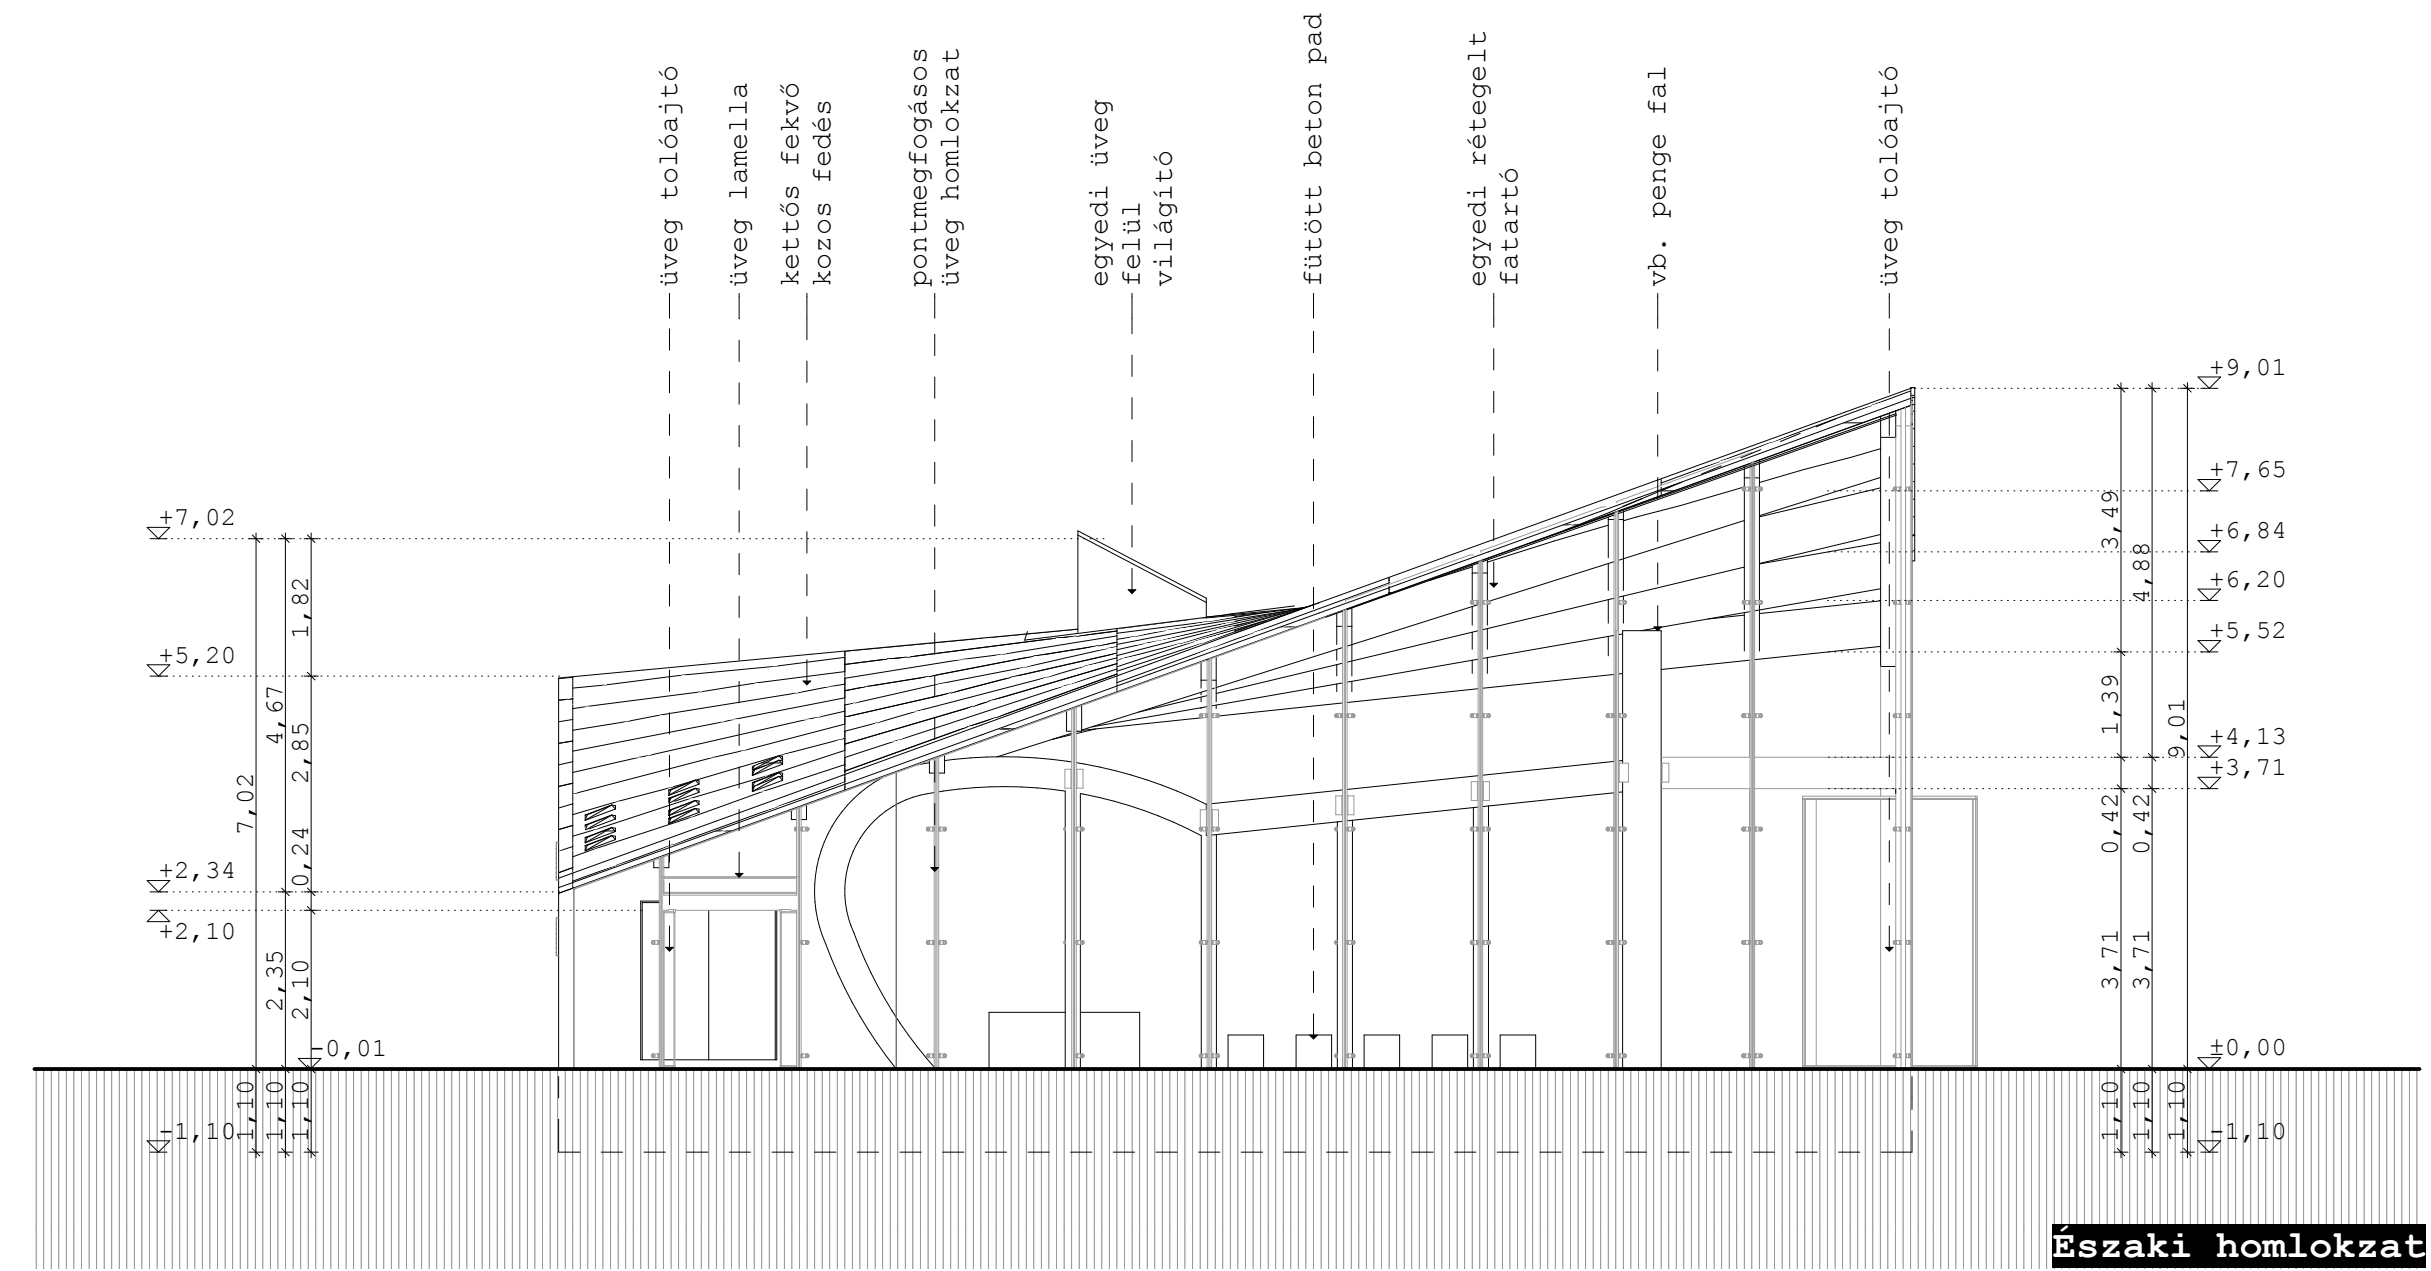 üveg tolóajtó
üveg lamella
kettős fekvő
kozos fedés
pontmegfogásos
üveg homlokzat
egyedi üveg
felül
világító
fütött beton pad
egyedi rétegelt
fatartó
vb. penge fal
üveg tolóajtó
+7,02
+5,20
+2,34
+2,10
-0,01
-1,10
7,02
1,10
4,67
2,35
1,10
1,82
2,85
0,24
2,10
1,10
3,49
1,39
0,42
3,71
1,10
4,88
0,42
3,71
1,10
9,01
1,10
+9,01
+7,65
+6,84
+6,20
+5,52
+4,13
+3,71
±0,00
-1,10
Északi homlokzat